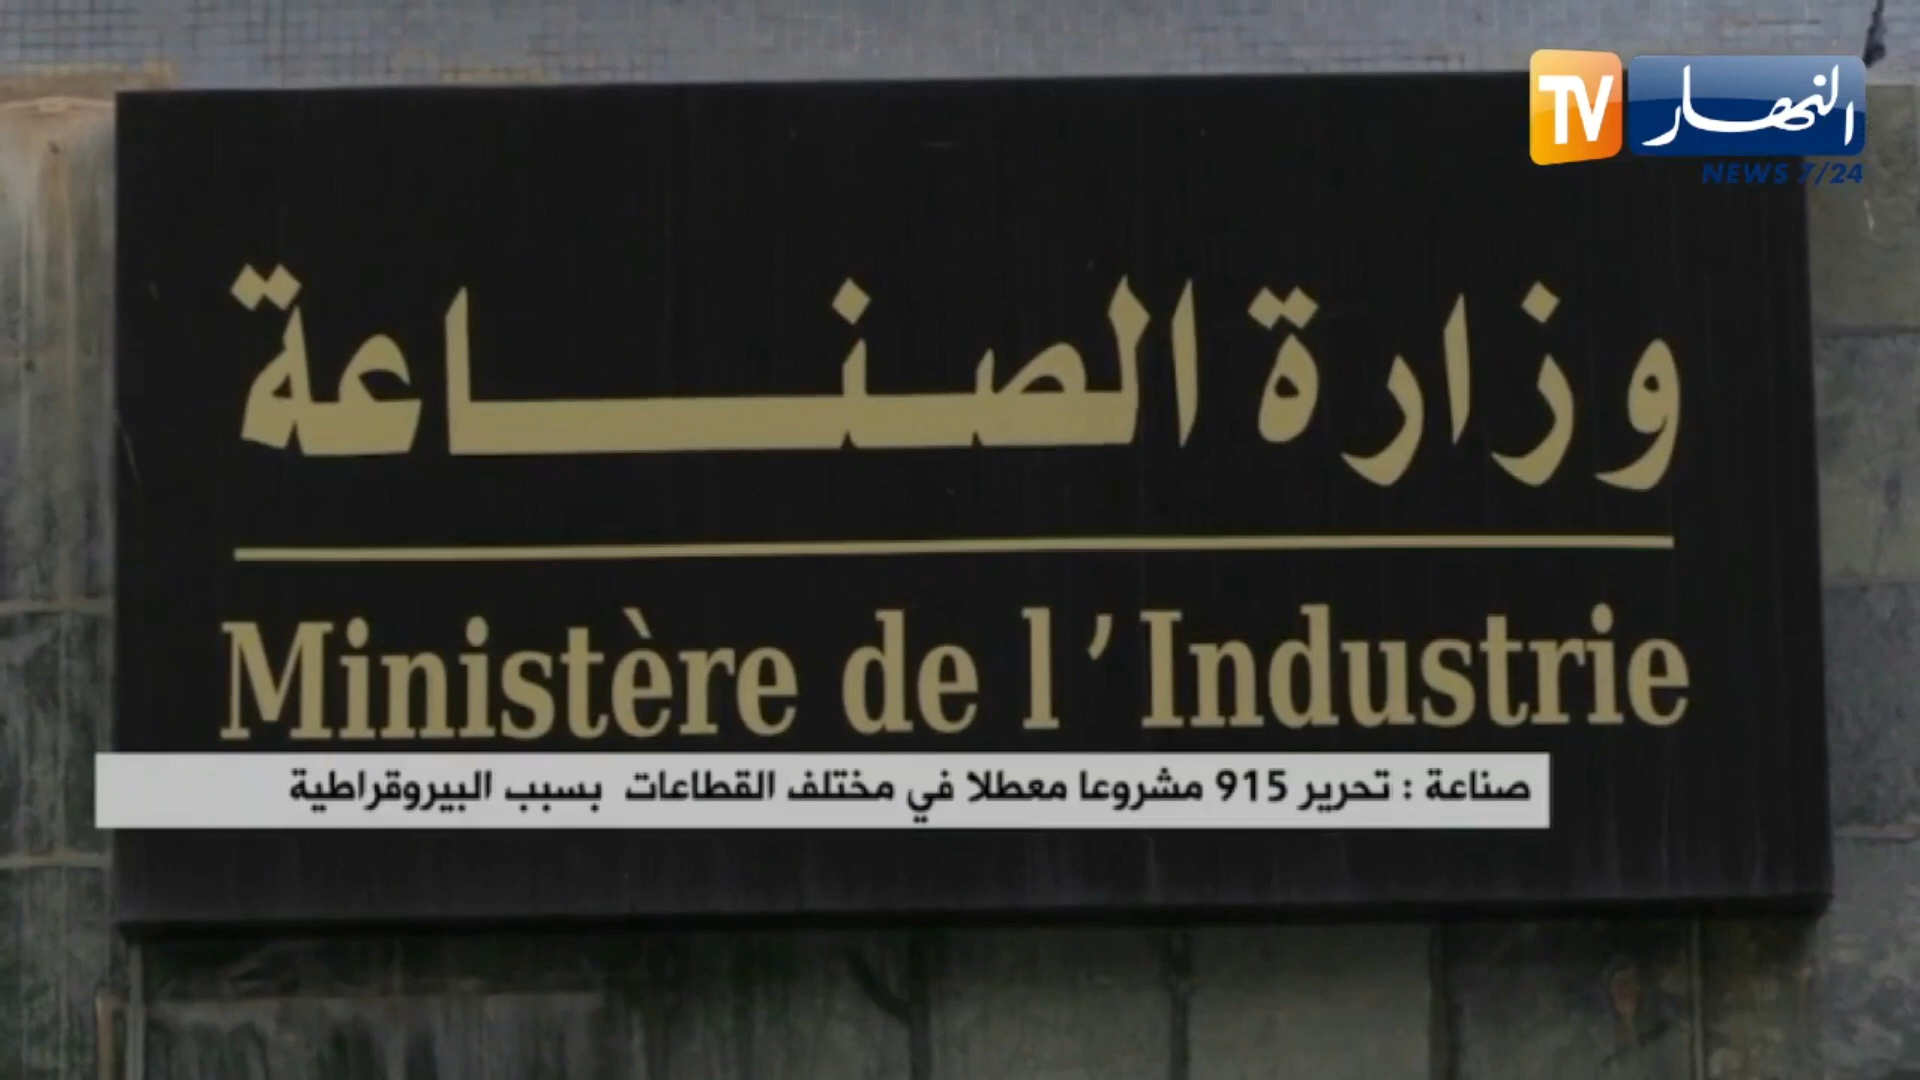 TV النهار
NEWS 7/24
وزارة الصناعة
Ministère de l'Industrie
صناعة : تحرير 915 مشروعا معطلا في مختلف القطاعات بسبب البيروقراطية